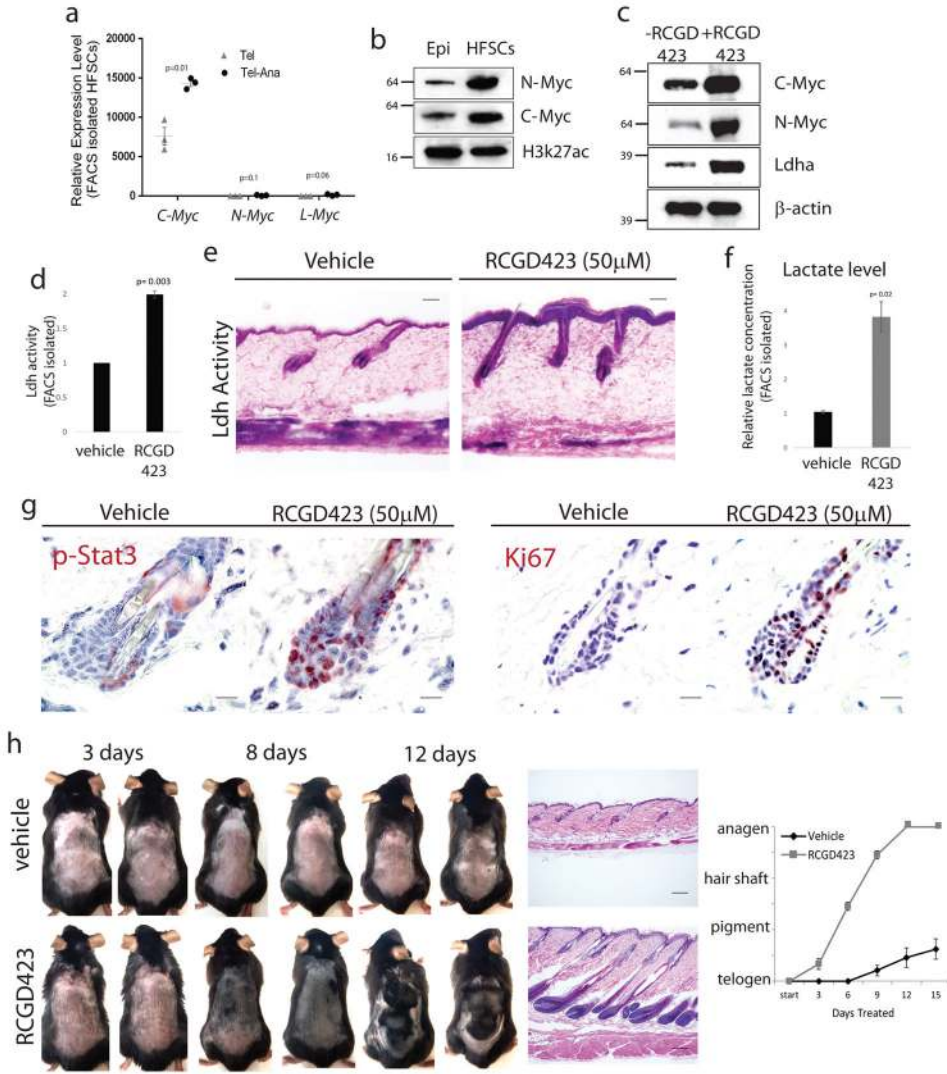 a
Relative Expression Level
(FACS isolated HFSCs)
15000
10000
5000
0
Tel
Tel-Ana
p=0.01
p=0.1
p=0.06
C-Myc N-Myc L-Myc
b
Epi HFSCs
64
N-Myc
C-Myc
16
H3k27ac
c
-RCGD +RCGD
423 423
64
C-Myc
64
N-Myc
39
Ldha
39
β-actin
d
Ldh activity
(FACS isolated)
2
1.5
1
0.5
0
p= 0.003
vehicle RCGD
423
e
Vehicle RCGD423 (50μM)
Ldh Activity
f
Lactate level
Relative lactate concentration
(FACS isolated)
4
2
0
p= 0.02
vehicle RCGD
423
g
Vehicle RCGD423 (50μM)
p-Stat3
Vehicle RCGD423 (50μM)
Ki67
h
3 days 8 days 12 days
vehicle
RCGD423
anagen
hair shaft
pigment
telogen
Vehicle
RCGD423
start 3 6 9 12 15
Days Treated